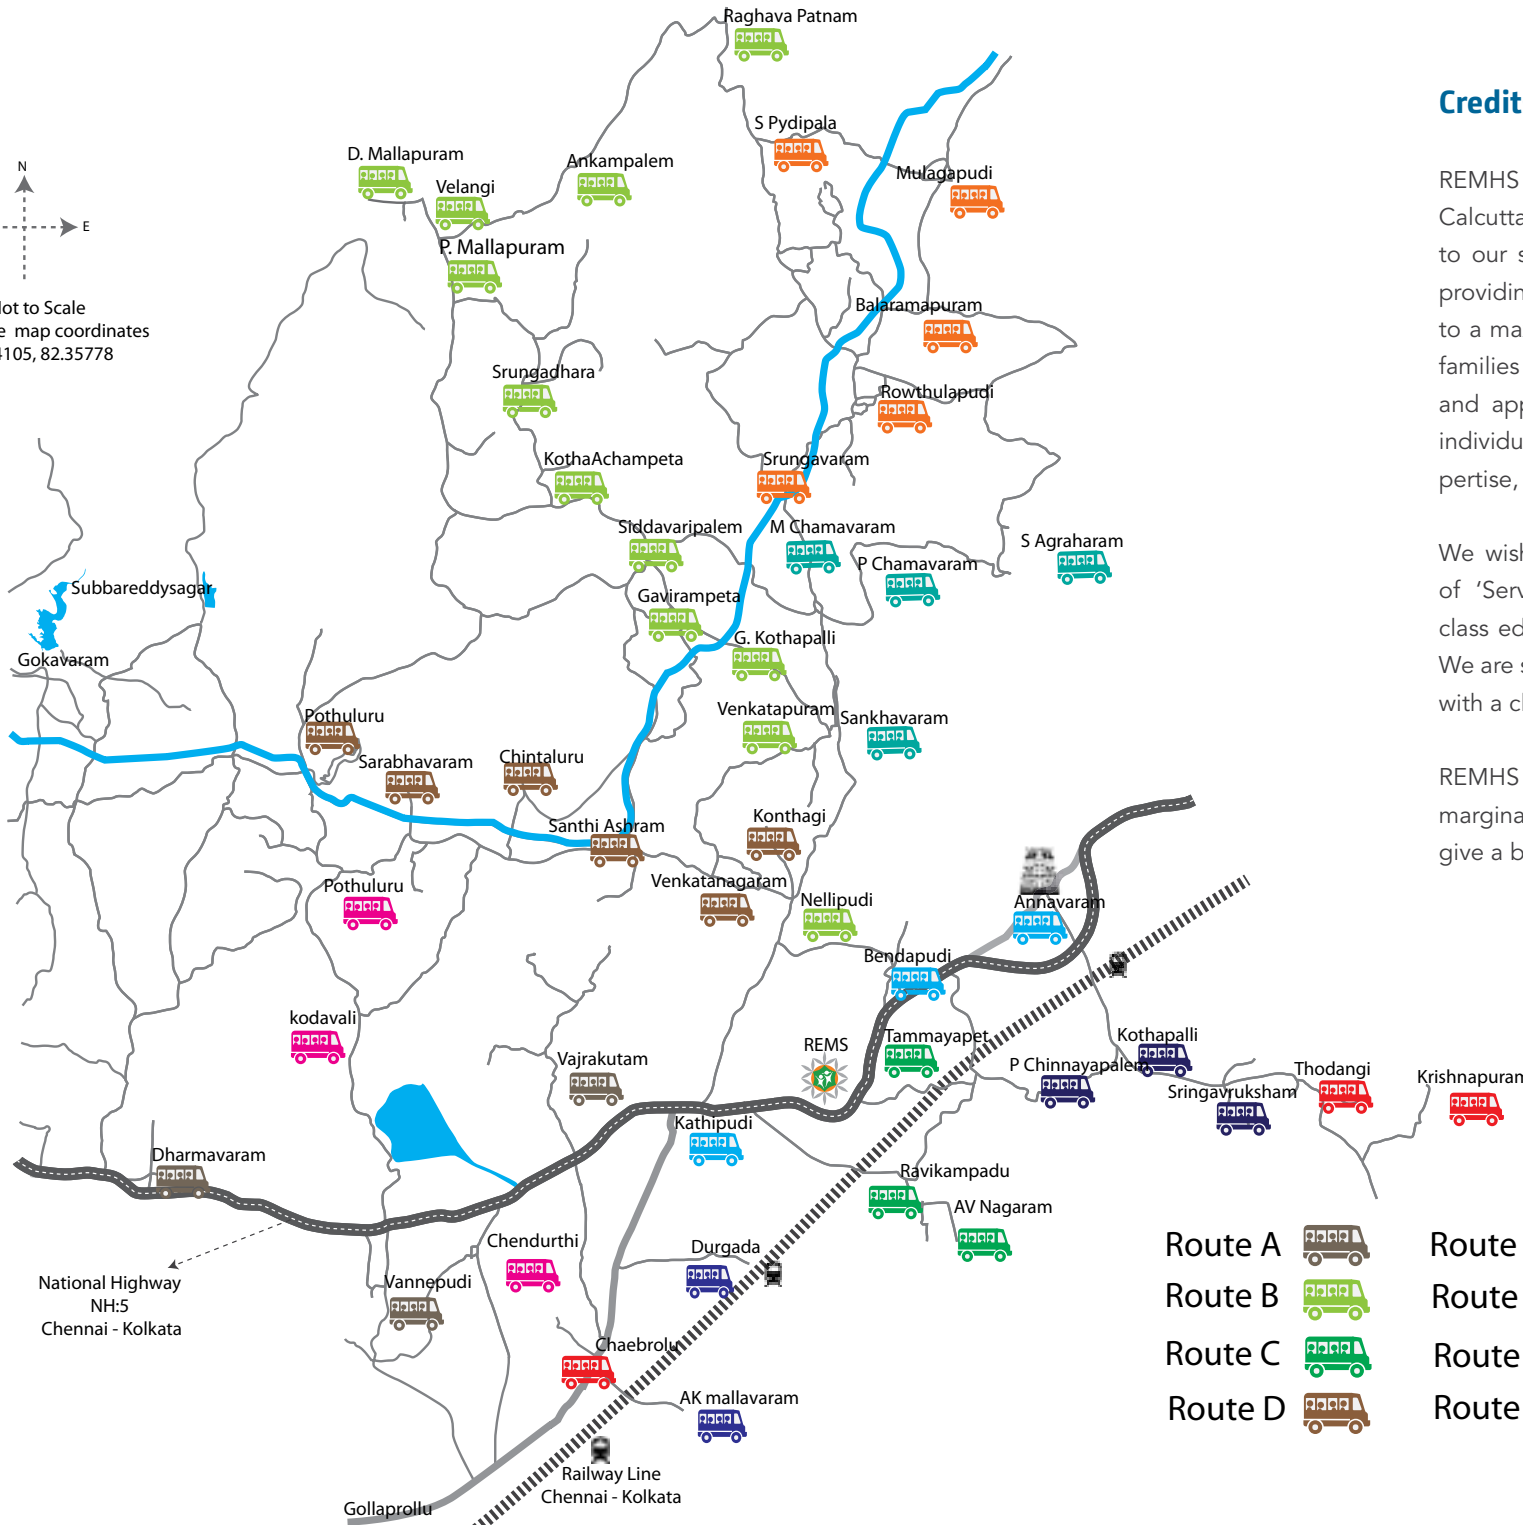 Raghava Patnam
S Pydipala
D. Mallapuram
Ankampalem
Velangi
Mulagapudi
N
E
P. Mallapuram
to Scale
map coordinates
105, 82.35778
Balaramapuram
Srungadhara
Rowthulapudi
KothaAchampeta
Srungavaram
Siddavaripalem
M Chamavaram
S Agraharam
P Chamavaram
Subbareddysagar
Gavirampeta
G. Kothapalli
Gokavaram
Pothuluru
Venkatapuram
Sankhavaram
Sarabhavaram
Chintaluru
Santhi Ashram
Konthagi
Pothuluru
Venkatanagaram
Nellipudi
Annavaram
Bendapudi
kodavali
Vajrakutam
REMS
Tammayapet
P Chinnayapalem
Kothapalli
Sringavruksham
Thodangi
Krishnapuram
Kathipudi
Dharmavaram
Ravikampadu
AV Nagaram
Chendurthi
Durgada
National Highway
NH:5
Chennai - Kolkata
Vannepudi
Chaebrolu
AK mallavaram
Railway Line
Chennai - Kolkata
Gollaprollu
Route A
Route B
Route C
Route D
Route
Route
Route
Route
Credit
REMHS
Calcutta
to our
providin
to a ma
families
and app
individu
pertise,
We wish
of ‘Serv
class ed
We are
with a c
REMHS
margina
give a b